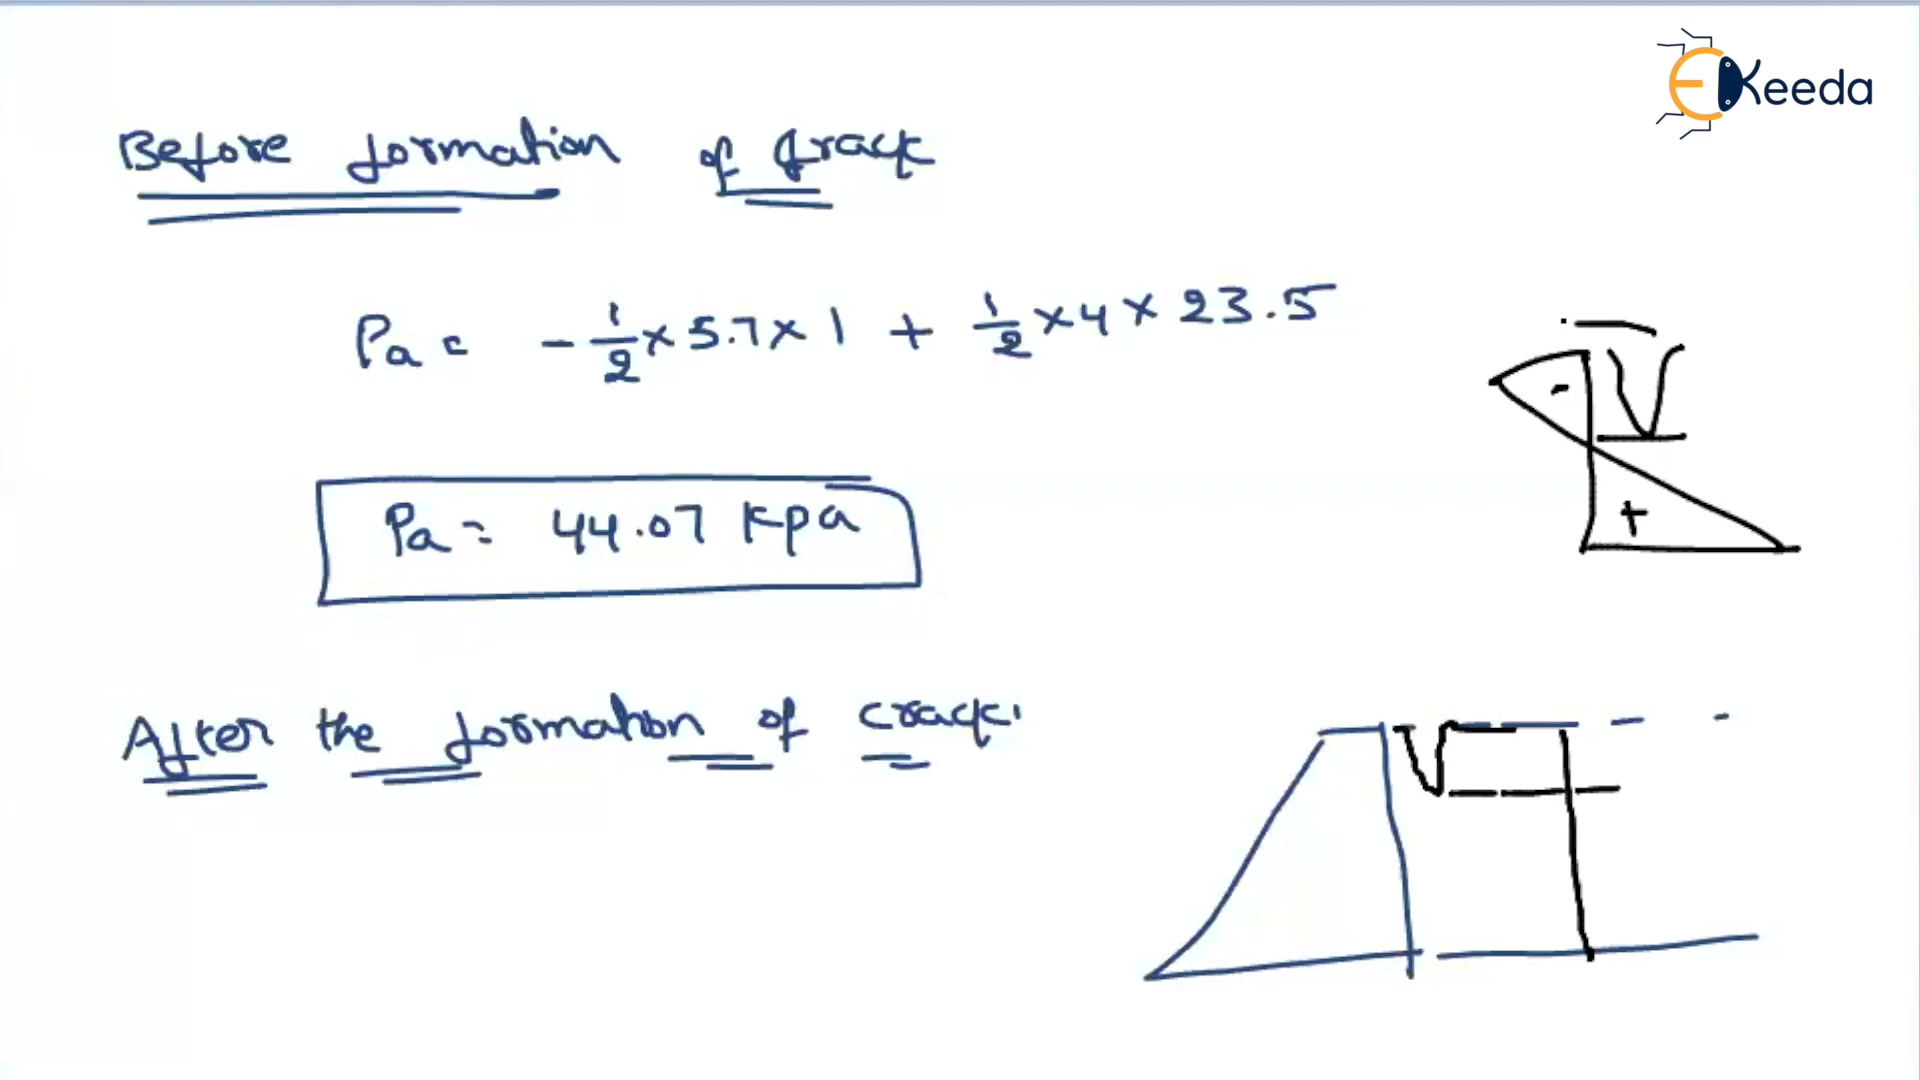 EKeeda
Before formation of Crack
Pa = - 1/2 × 5.7 × 1 + 1/2 × 4 × 23.5
Pa = 44.07 kpa
-
+
After the formation of crack.